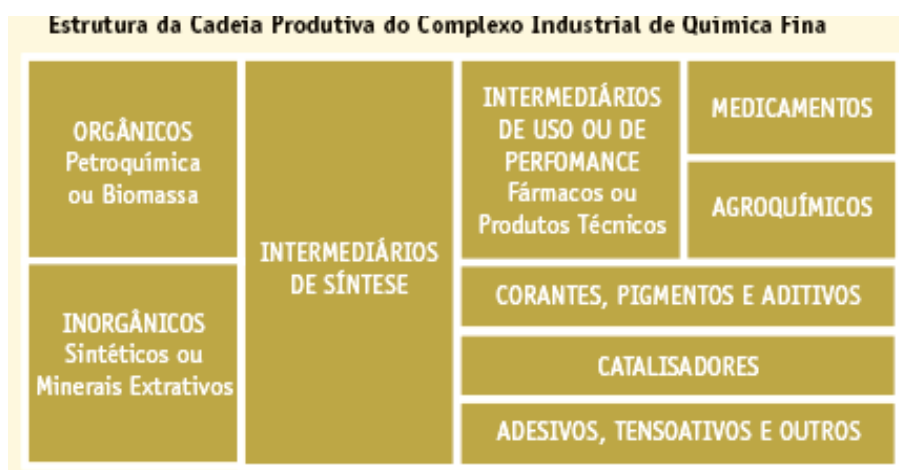 Estrutura da Cadeia Produtiva do Complexo Industrial de Química Fina
ORGÂNICOS
Petroquímica
ou Biomassa
INORGÂNICOS
Sintéticos ou
Minerais Extrativos
INTERMEDIÁRIOS
DE SÍNTESE
INTERMEDIÁRIOS
DE USO OU DE
PERFOMANCE
Fármacos ou
Produtos Técnicos
MEDICAMENTOS
AGROQUÍMICOS
CORANTES, PIGMENTOS E ADITIVOS
CATALISADORES
ADESIVOS, TENSOATIVOS E OUTROS